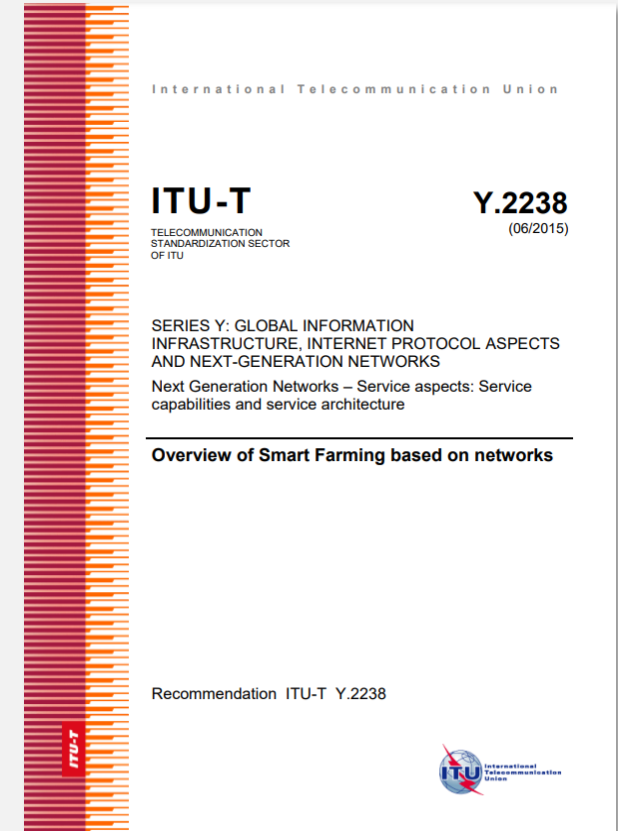 International Telecommunication Union
ITU-T
Y.2238
TELECOMMUNICATION
STANDARDIZATION SECTOR
OF ITU
(06/2015)
SERIES Y: GLOBAL INFORMATION
INFRASTRUCTURE, INTERNET PROTOCOL ASPECTS
AND NEXT-GENERATION NETWORKS
Next Generation Networks – Service aspects: Service
capabilities and service architecture
Overview of Smart Farming based on networks
Recommendation ITU-T Y.2238
ITU-T
ITU
International
Telecommunication
Union